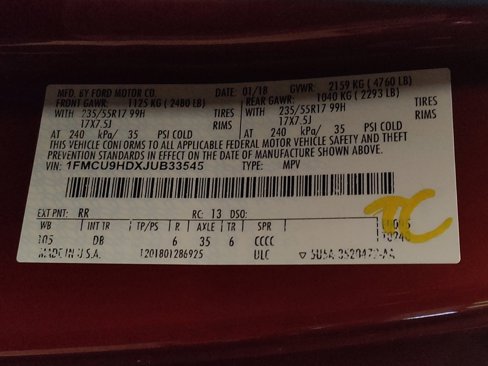 MFD. BY FORD MOTOR CO. DATE: 01/18 GVWR: 2159 KG (4760 LB)
FRONT GAWR: 1125 KG (2480 LB) REAR GAWR: 1040 KG (2293 LB)
WITH 235/55R17 99H TIRES WITH 235/55R17 99H TIRES
17X7.5J RIMS 17X7.5J RIMS
AT 240 kPa/ 35 PSI COLD AT 240 kPa/ 35 PSI COLD
THIS VEHICLE CONFORMS TO ALL APPLICABLE FEDERAL MOTOR VEHICLE SAFETY AND THEFT
PREVENTION STANDARDS IN EFFECT ON THE DATE OF MANUFACTURE SHOWN ABOVE.
VIN: 1FMCU9HDXJUB33545 TYPE: MPV
EXT PNT: RR RC: 13 DSO:
WB INT TR TP/PS R AXLE TR SPR
105 DB 6 35 6 CCCC
MADE IN U.S.A. 1201801286925 ULC
TC